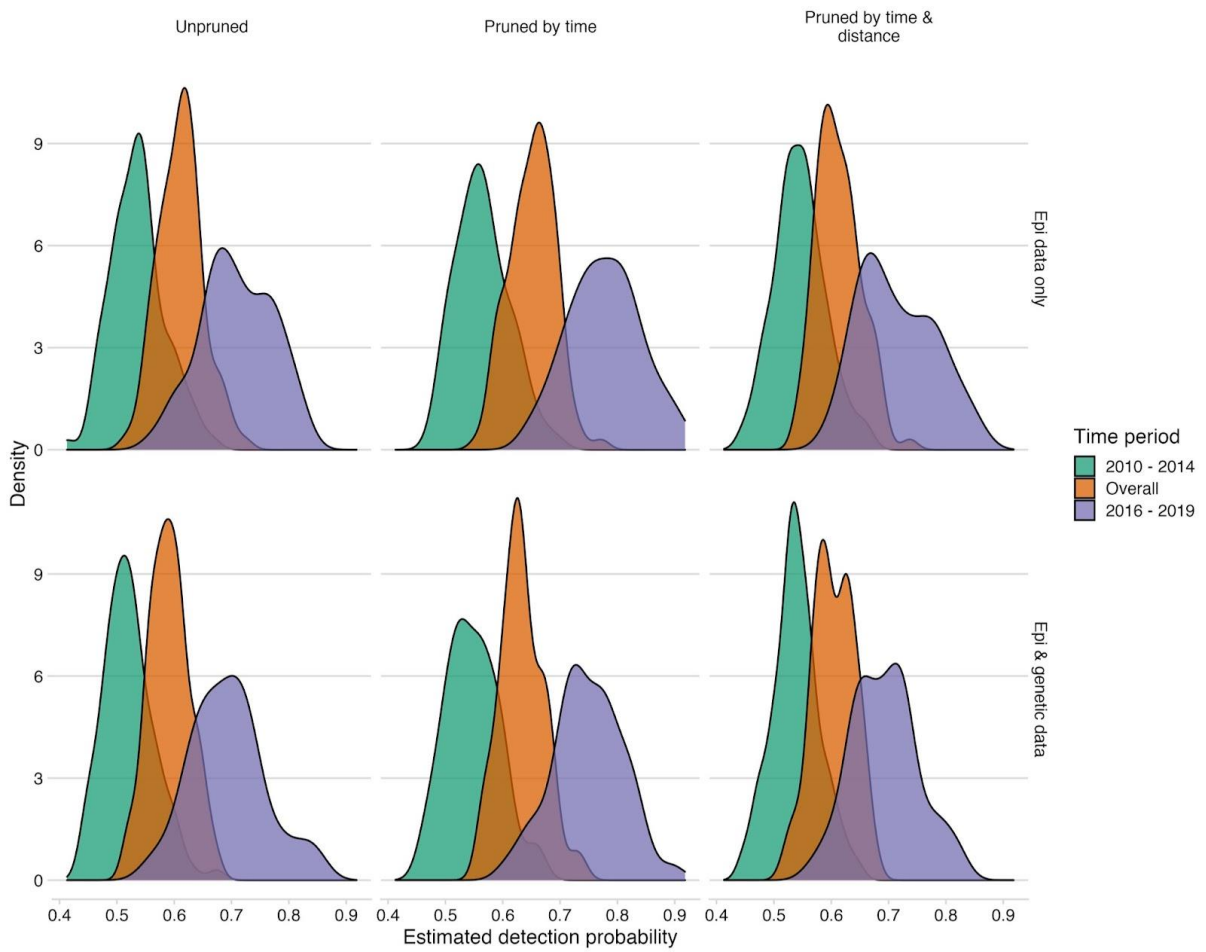 Unpruned
Pruned by time
Pruned by time &
distance
9
6
3
0
Epi data only
9
6
3
0
Epi & genetic data
0.4 0.5 0.6 0.7 0.8 0.9 0.4 0.5 0.6 0.7 0.8 0.9 0.4 0.5 0.6 0.7 0.8 0.9
Estimated detection probability
Density
Time period
2010 - 2014
Overall
2016 - 2019